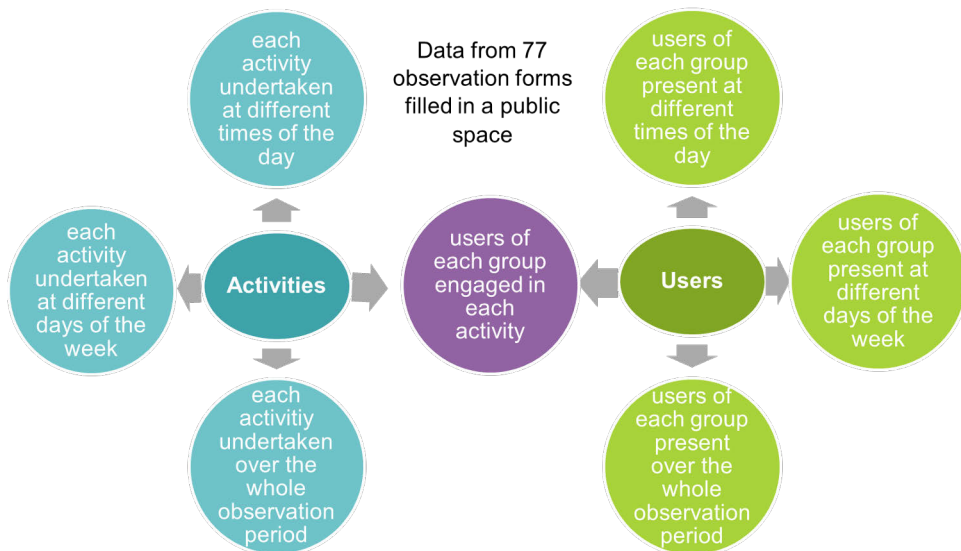 each
activity
undertaken
at different
times of the
day
Data from 77
observation forms
filled in a public
space
users of
each group
present at
different
times of the
day
each
activity
undertaken
at different
days of the
week
Activities
users of
each group
engaged in
each
activity
Users
users of
each group
present at
different
days of the
week
each
activitiy
undertaken
over the
whole
observation
period
users of
each group
present
over the
whole
observation
period